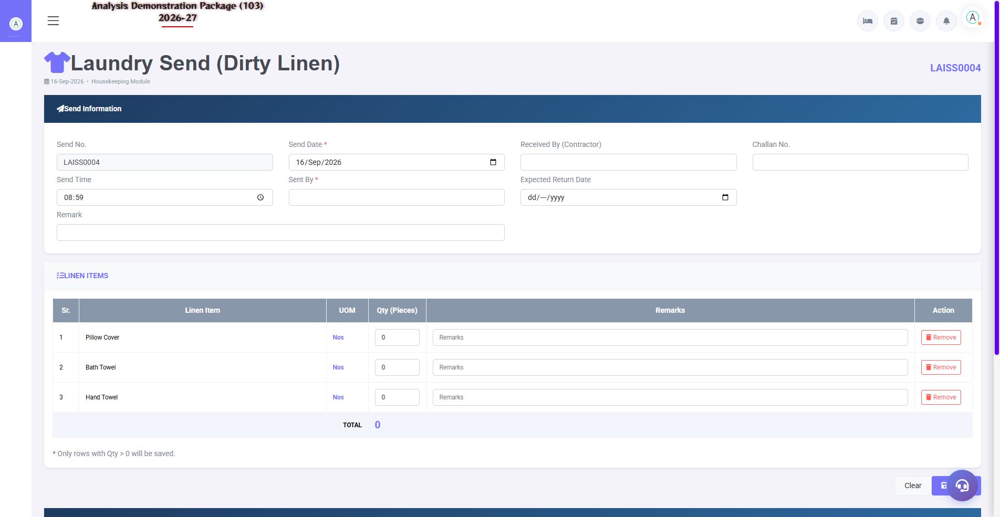 Analysis Demonstration Package (103)
2026-27
A
A
Laundry Send (Dirty Linen)
16-Sep-2026 • Housekeeping Module
LAISS0004
Send Information
Send No.
Send Date *
Received By (Contractor)
Challan No.
LAISS0004
16/Sep/2026
Send Time
Sent By *
Expected Return Date
08:59
dd/---/yyyy
Remark
LINEN ITEMS
Sr. Linen Item UOM Qty (Pieces) Remarks Action
1 Pillow Cover Nos 0 Remarks Remove
2 Bath Towel Nos 0 Remarks Remove
3 Hand Towel Nos 0 Remarks Remove
TOTAL 0
* Only rows with Qty > 0 will be saved.
Clear